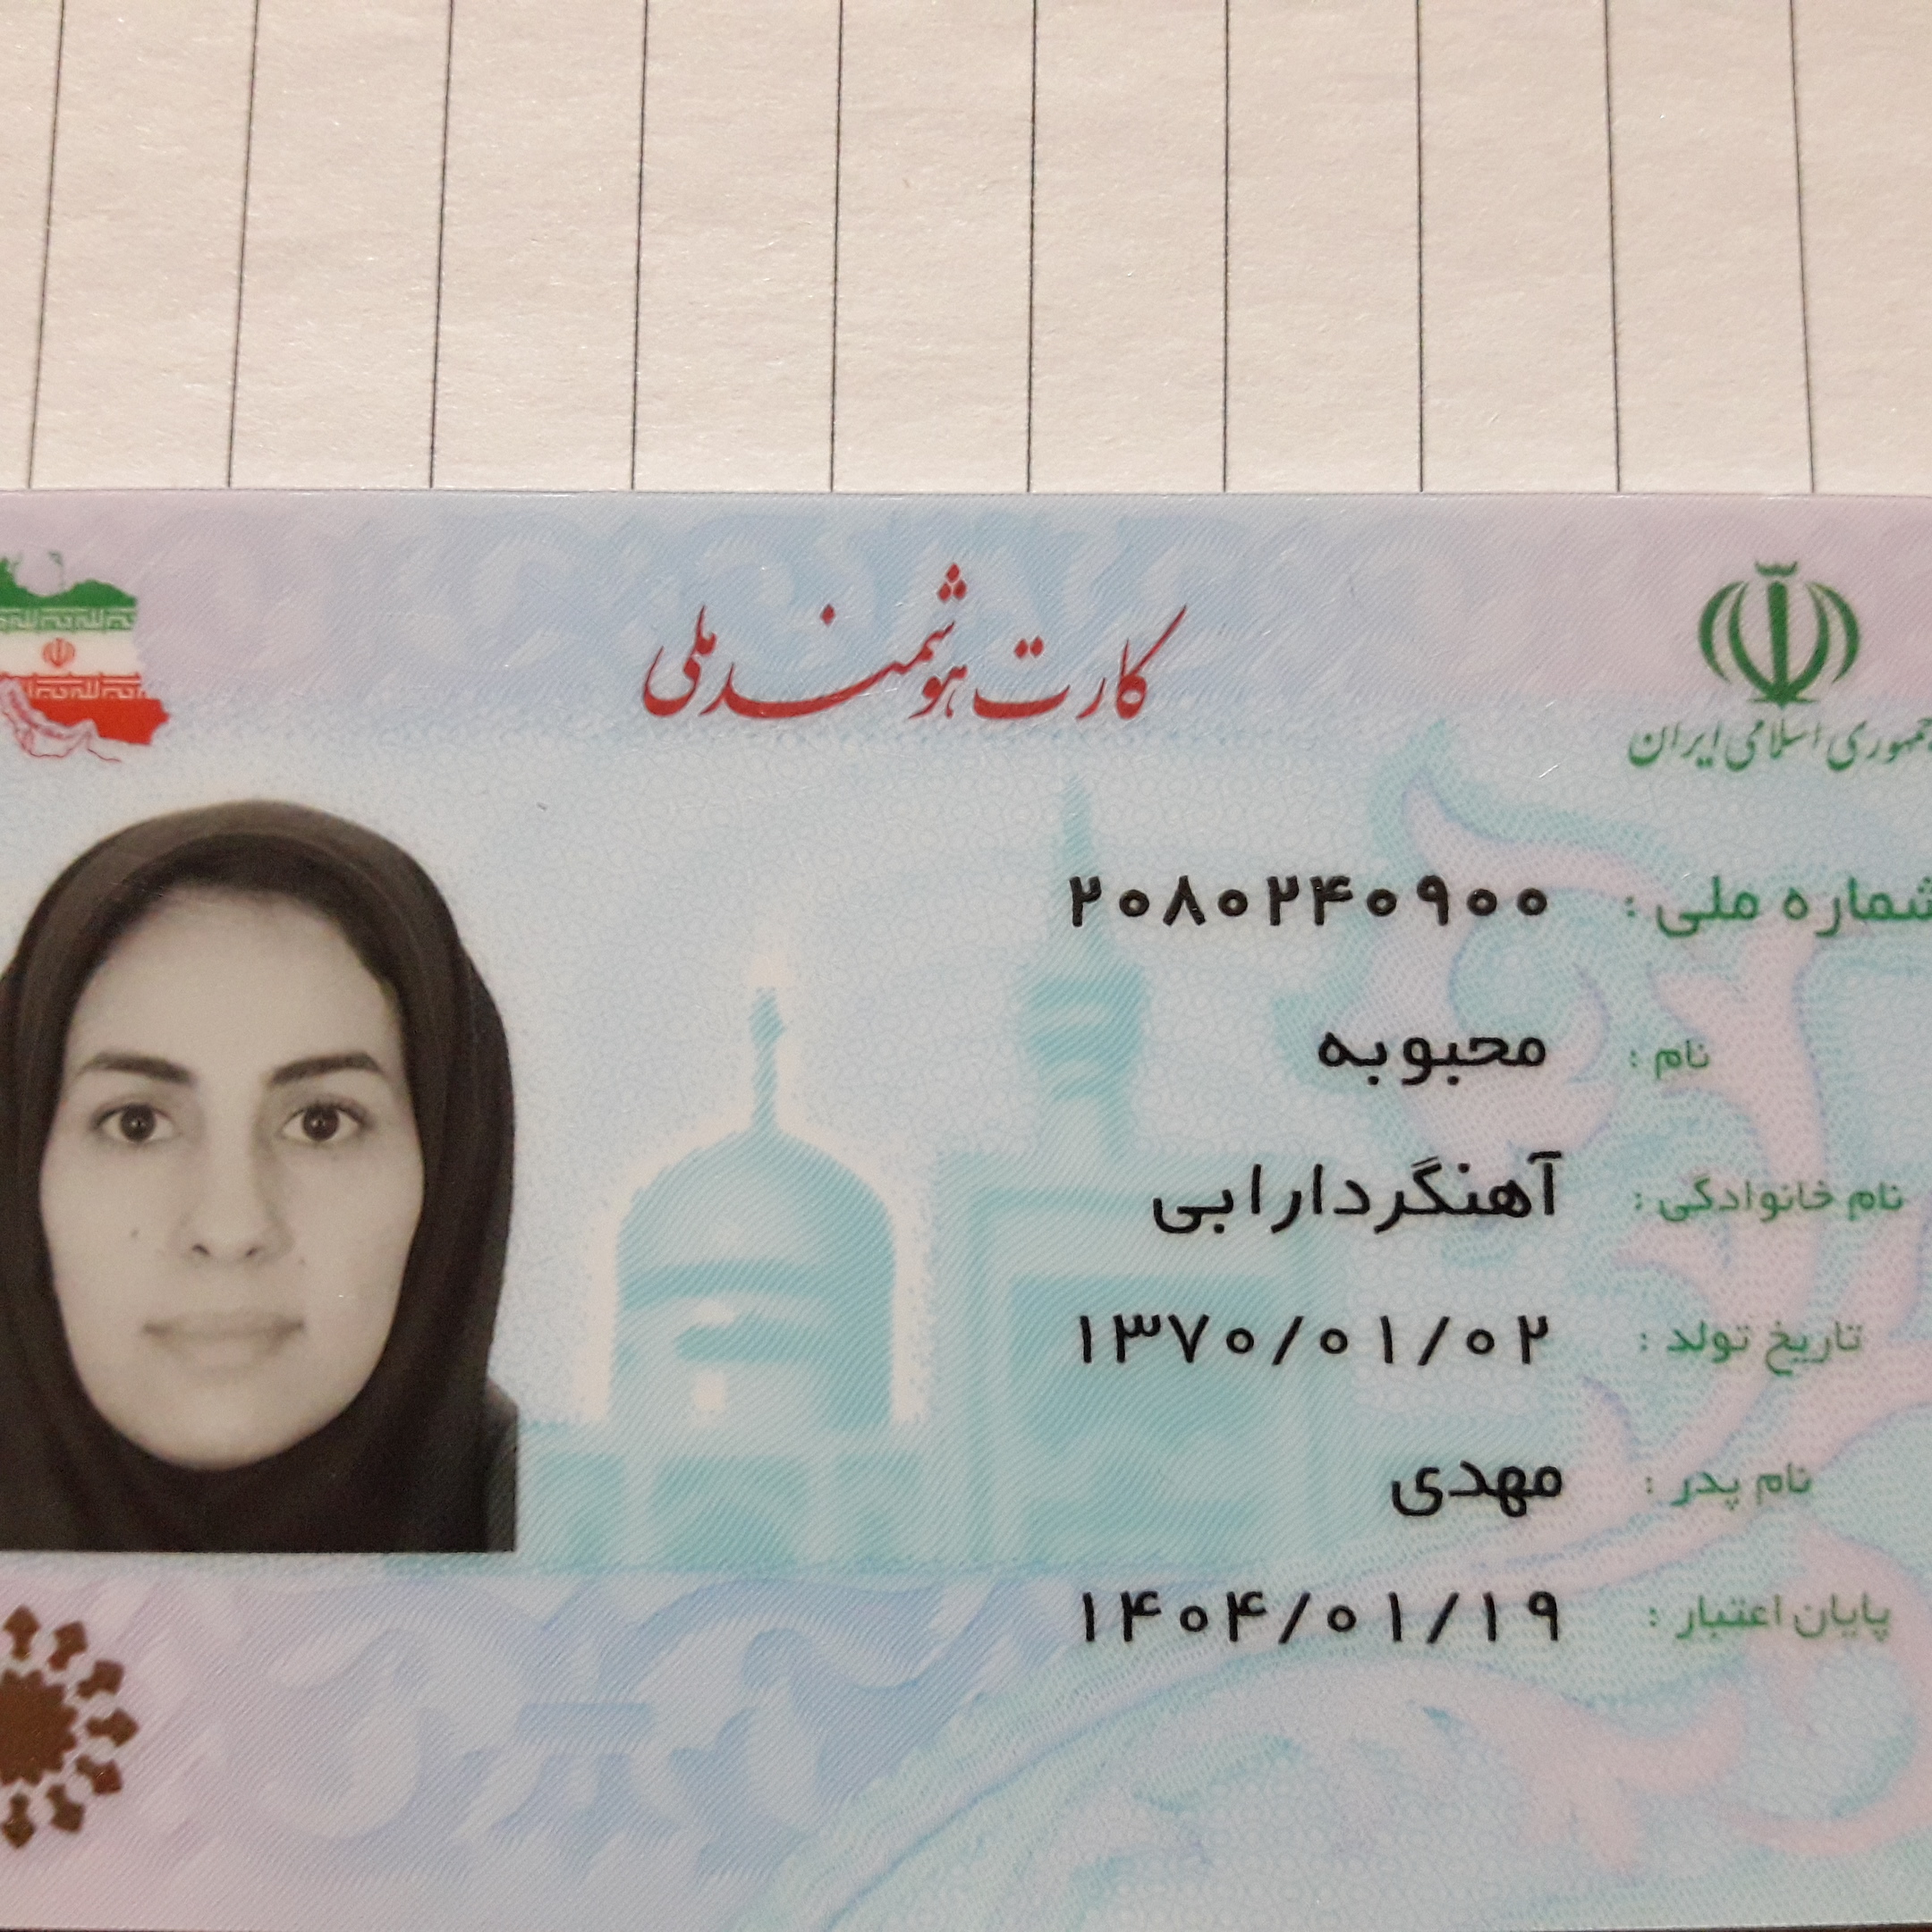 کارت هوشمند ملی
جمهوری اسلامی ایران
شماره ملی : ۲۰۸۰۲۴۰۹۰۰
نام : محبوبه
نام خانوادگی : آهنگردارابی
تاریخ تولد : ۱۳۷۰/۰۱/۰۲
نام پدر : مهدی
پایان اعتبار : ۱۴۰۴/۰۱/۱۹